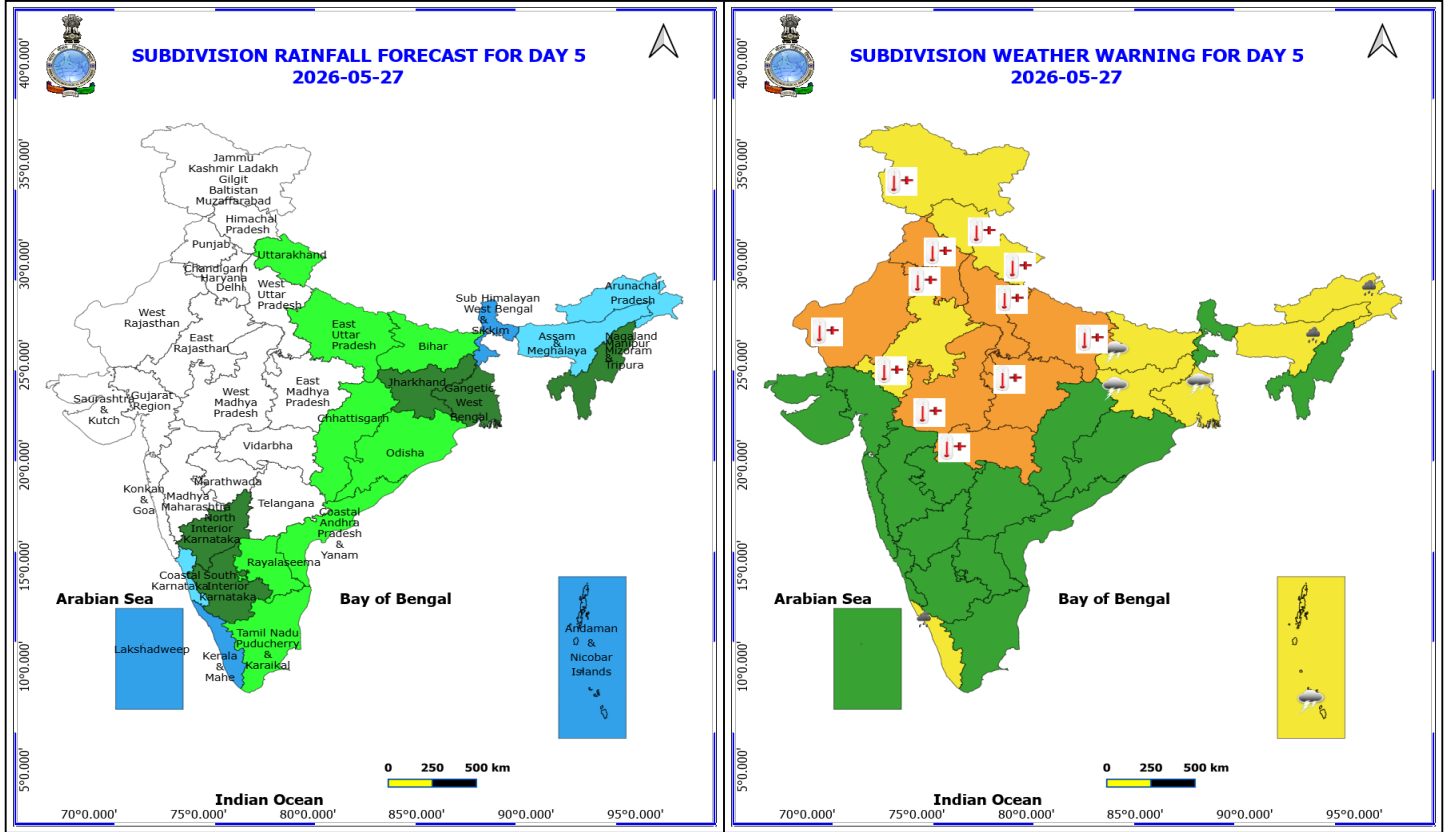 SUBDIVISION RAINFALL FORECAST FOR DAY 5
2026-05-27
40°0.000'
35°0.000'
30°0.000'
25°0.000'
20°0.000'
15°0.000'
10°0.000'
5°0.000'
Jammu
Kashmir Ladakh
Gilgit
Baltistan
Muzaffarabad
Himachal
Pradesh
Punjab
Uttarakhand
Chandigarh
Haryana
Delhi
West
Uttar
Pradesh
West
Rajasthan
East
Rajasthan
East
Uttar
Pradesh
Bihar
Sub Himalayan
West Bengal
&
Sikkim
Arunachal
Pradesh
Assam
&
Meghalaya
Nagaland
Manipur
Mizoram
&
Tripura
Jharkhand
Gangetic
West
Bengal
Saurashtra
&
Kutch
Gujarat
Region
West
Madhya
Pradesh
East
Madhya
Pradesh
Chhattisgarh
Vidarbha
Odisha
Konkan
&
Goa
Madhya
Maharashtra
Marathwada
Telangana
North
Interior
Karnataka
Coastal
Andhra
Pradesh
&
Yanam
Rayalaseema
Coastal
Karnataka
South
Interior
Karnataka
Arabian Sea
Bay of Bengal
Lakshadweep
Kerala
&
Mahe
Tamil Nadu
Puducherry
&
Karaikal
Andaman
&
Nicobar
Islands
0 250 500 km
Indian Ocean
70°0.000' 75°0.000' 80°0.000' 85°0.000' 90°0.000' 95°0.000'
SUBDIVISION WEATHER WARNING FOR DAY 5
2026-05-27
40°0.000'
35°0.000'
30°0.000'
25°0.000'
20°0.000'
15°0.000'
10°0.000'
5°0.000'
Arabian Sea
Bay of Bengal
0 250 500 km
Indian Ocean
70°0.000' 75°0.000' 80°0.000' 85°0.000' 90°0.000' 95°0.000'